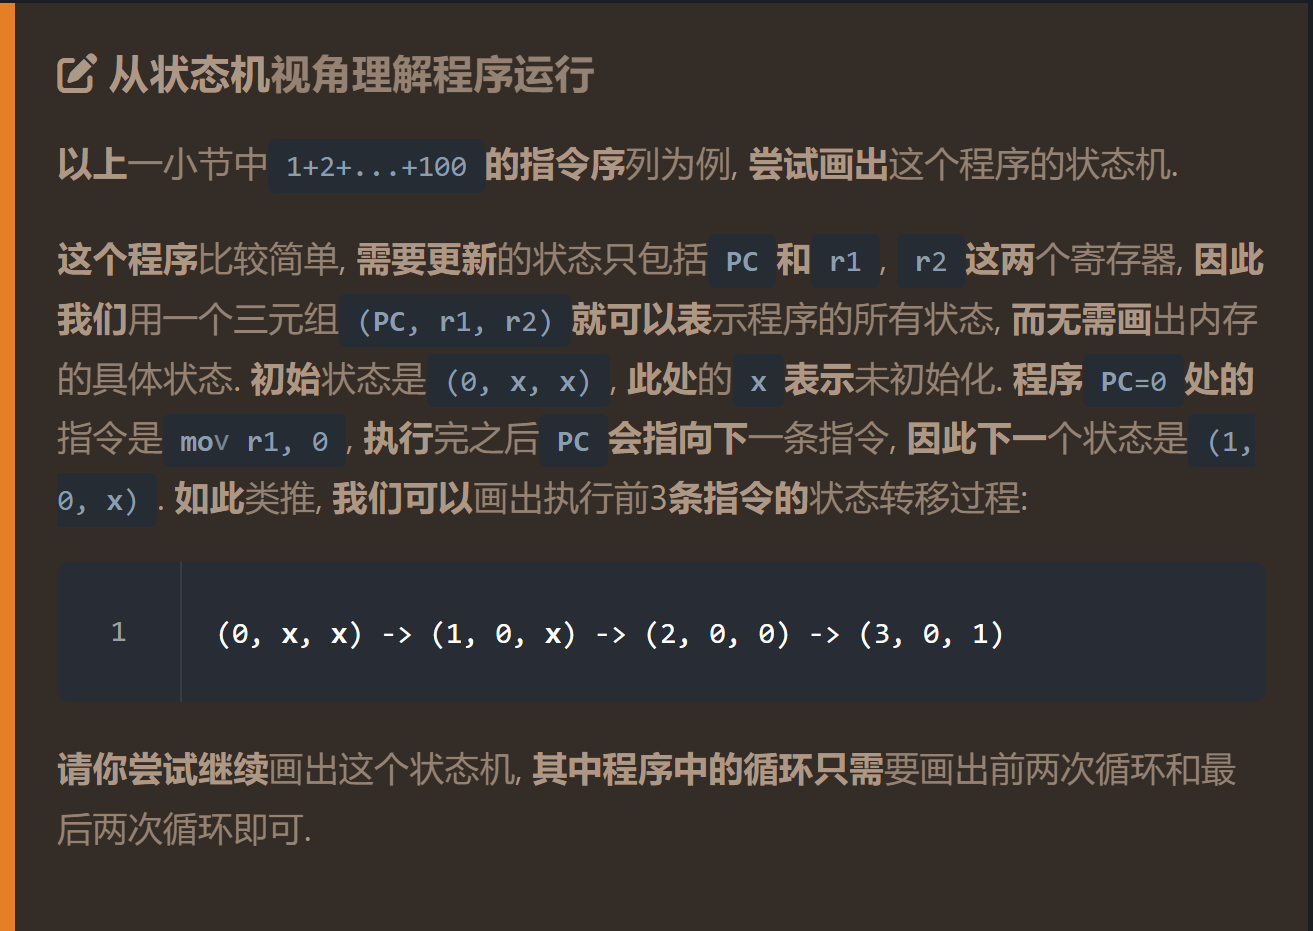 从状态机视角理解程序运行
以上一小节中 1+2+...+100 的指令序列为例, 尝试画出这个程序的状态机.
这个程序比较简单, 需要更新的状态只包括 PC 和 r1 , r2 这两个寄存器, 因此
我们用一个三元组 (PC, r1, r2) 就可以表示程序的所有状态, 而无需画出内存
的具体状态. 初始状态是 (0, x, x) , 此处的 x 表示未初始化. 程序 PC=0 处的
指令是 mov r1, 0 , 执行完之后 PC 会指向下一条指令, 因此下一个状态是 (1,
0, x) . 如此类推, 我们可以画出执行前3条指令的状态转移过程:
1 (0, x, x) -> (1, 0, x) -> (2, 0, 0) -> (3, 0, 1)
请你尝试继续画出这个状态机, 其中程序中的循环只需要画出前两次循环和最
后两次循环即可.